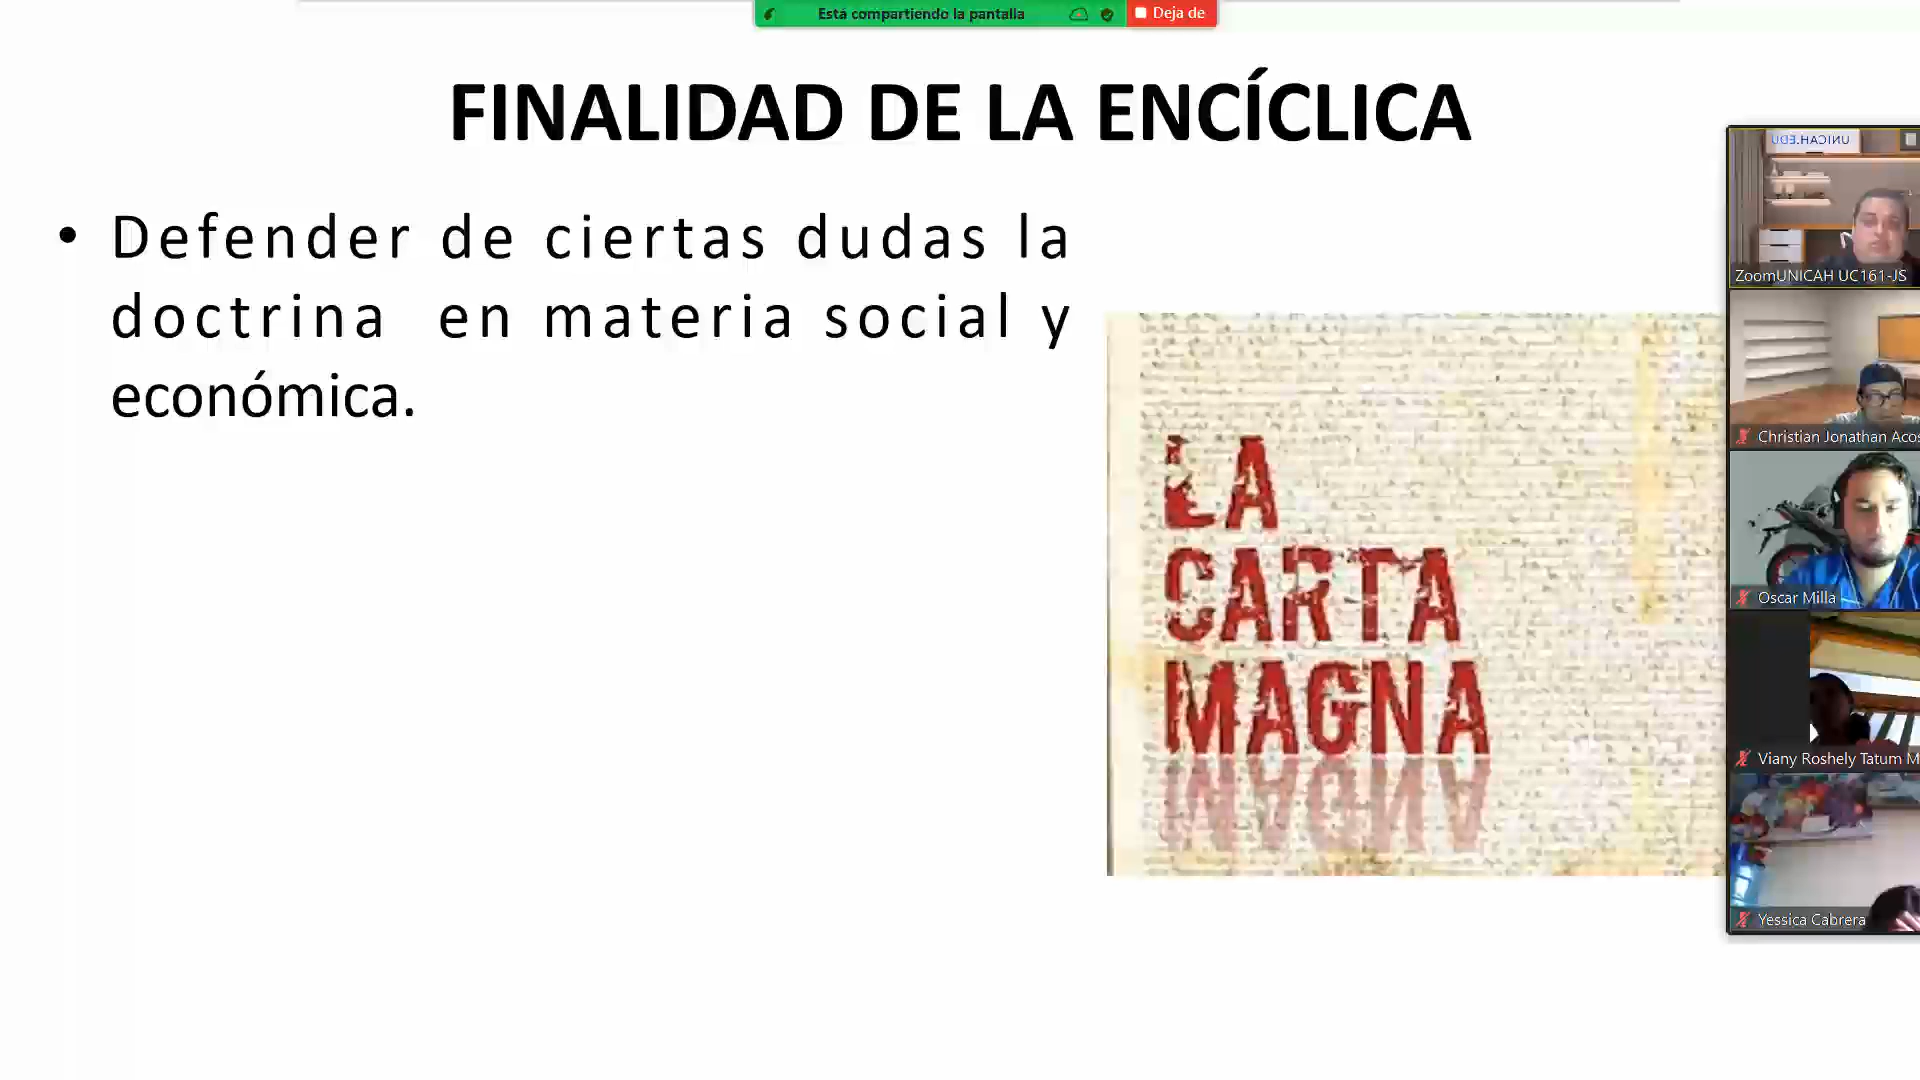 Está compartiendo la pantalla
Deja de
FINALIDAD DE LA ENCÍCLICA
• Defender de ciertas dudas la
doctrina en materia social y
económica.
LA
CARTA
MAGNA
UNICAH.EDU
ZoomUNICAH UC161-JS
Christian Jonathan Acos
Oscar Milla
Viany Roshely Tatum M
Yessica Cabrera